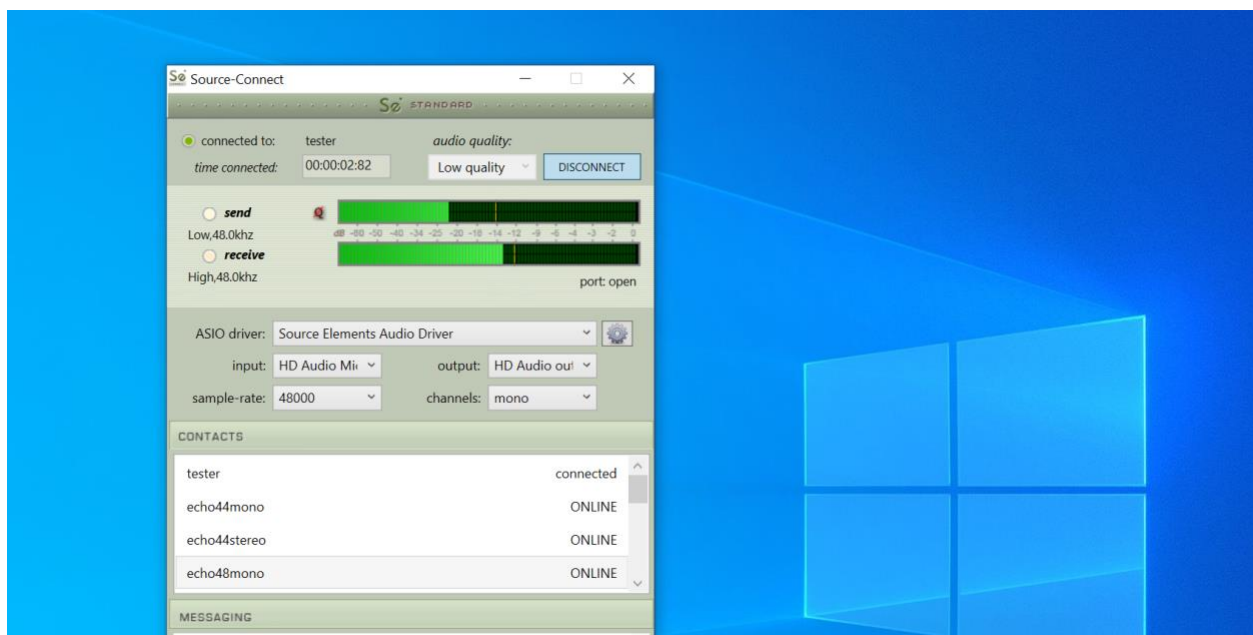 Source-Connect
STANDARD
connected to: tester audio quality:
time connected: 00:00:02:82 Low quality DISCONNECT
send
Low,48.0khz
dB -60 -50 -40 -34 -25 -20 -18 -14 -12 -9 -6 -4 -3 -2 0
receive
High,48.0khz
port: open
ASIO driver: Source Elements Audio Driver
input: HD Audio Mic output: HD Audio out
sample-rate: 48000 channels: mono
CONTACTS
tester connected
echo44mono ONLINE
echo44stereo ONLINE
echo48mono ONLINE
MESSAGING